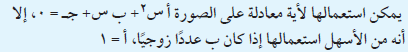 يمكن استعمالها لأية معادلة على الصورة أ س٢ + ب س + جـ = ٠، إلا
أنه من الأسهل استعمالها إذا كان ب عددًا زوجيًا، أ = ١